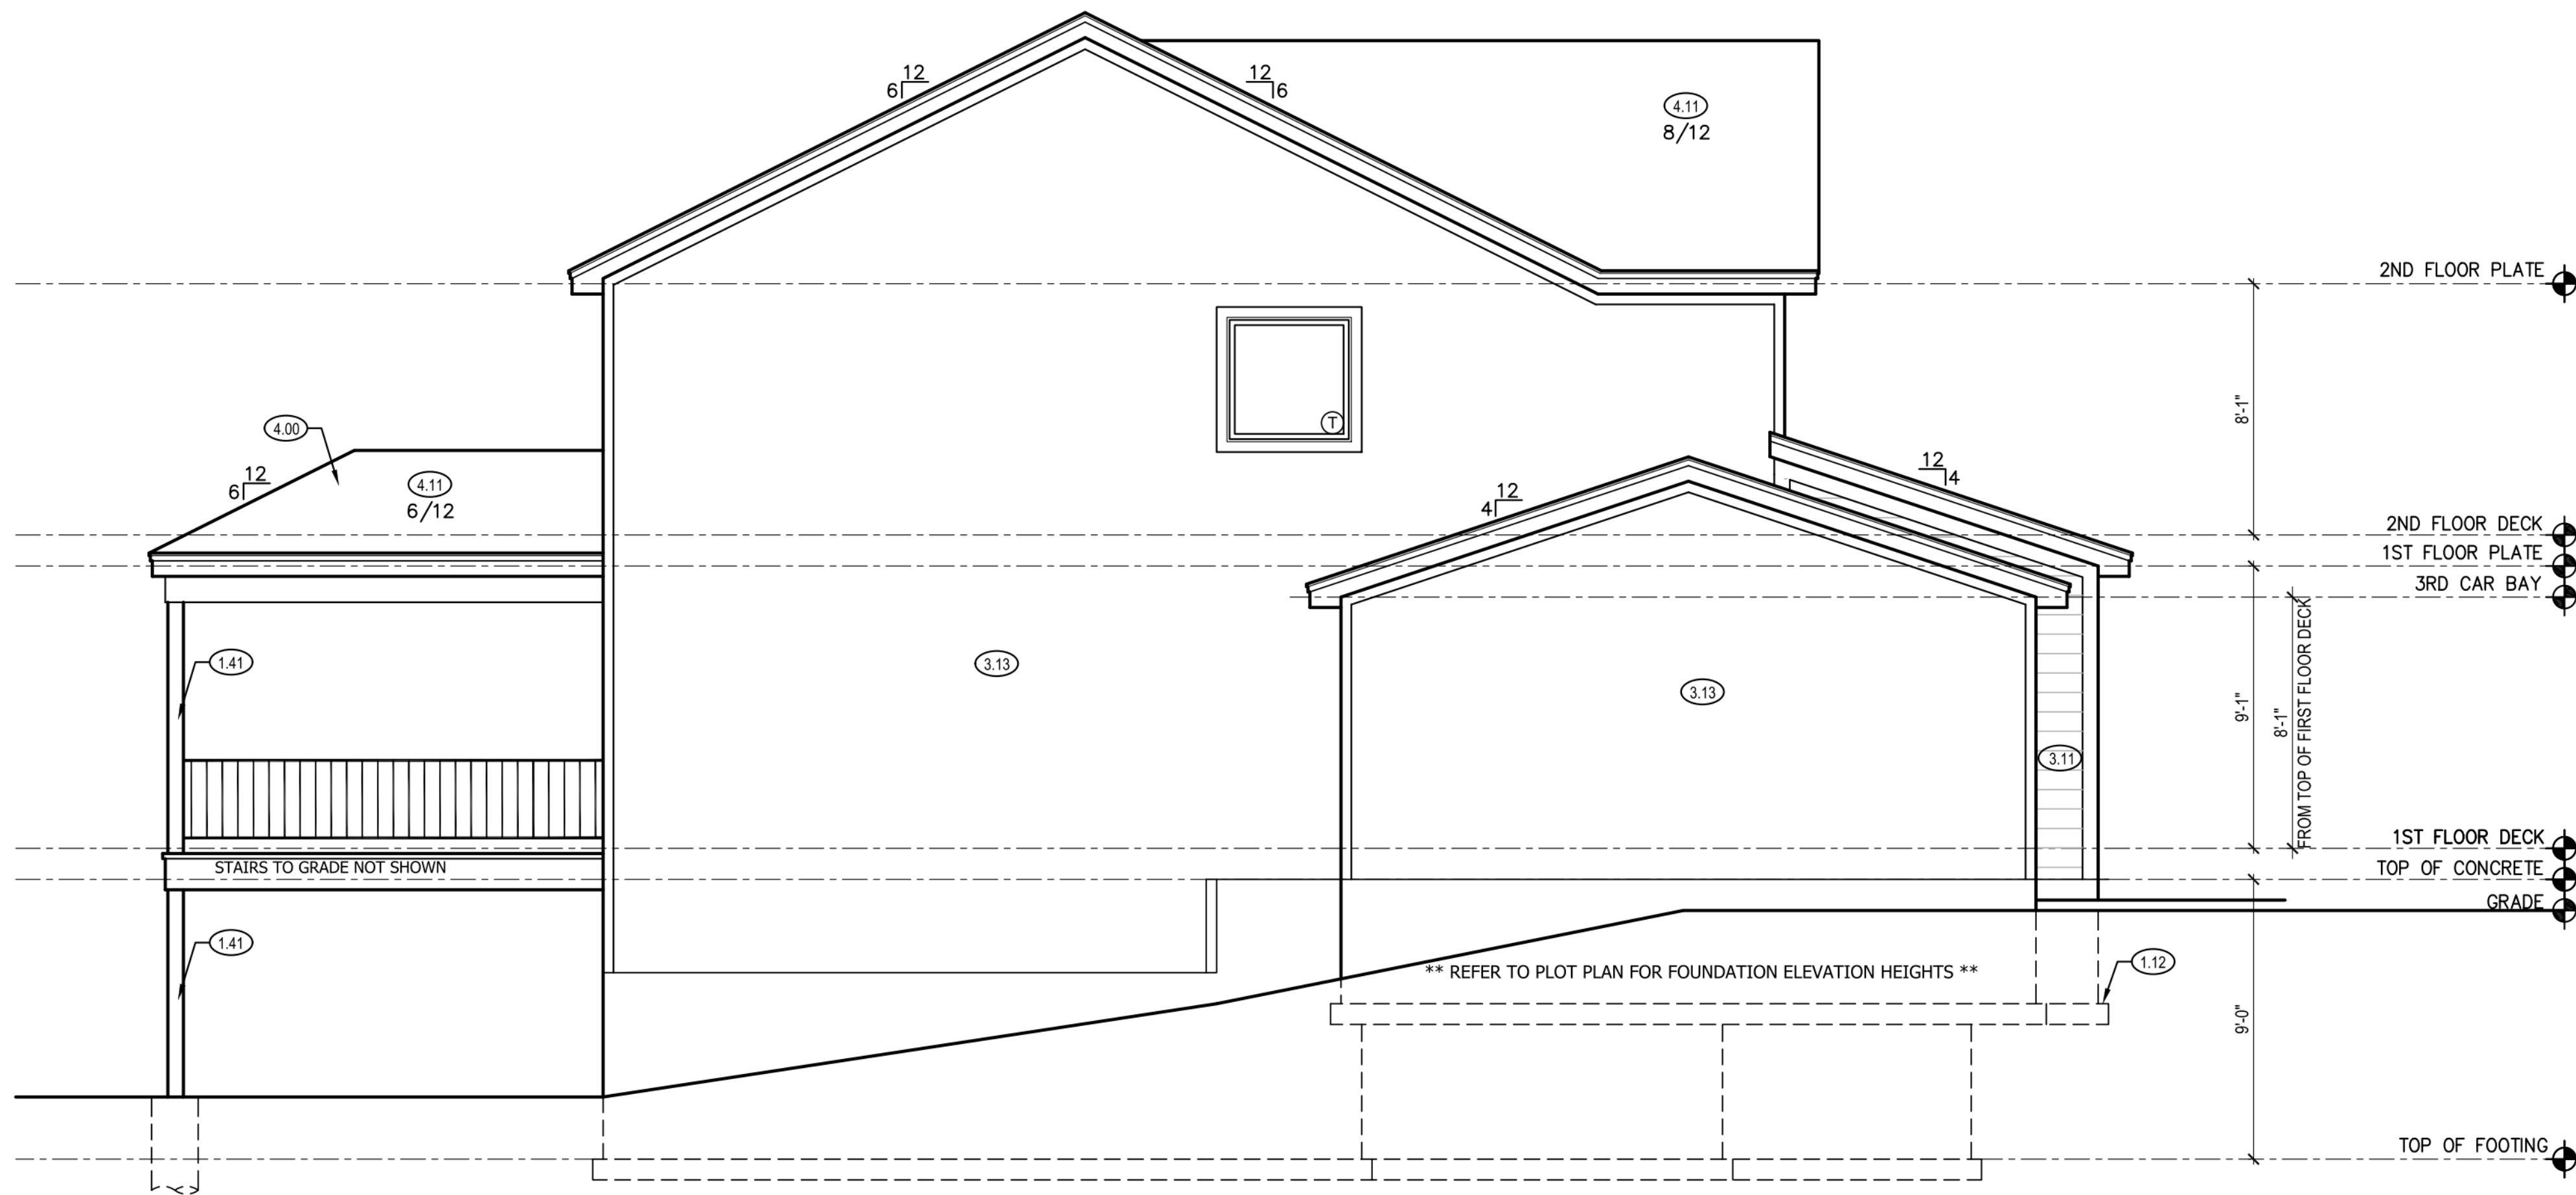 12
6
12
6
4.11
8/12
2ND FLOOR PLATE
8'-1"
T
4.00
12
6
4.11
6/12
12
4
12
4
2ND FLOOR DECK
1ST FLOOR PLATE
3RD CAR BAY
1.41
3.13
3.13
9'-1"
8'-1"
FROM TOP OF FIRST FLOOR DECK
3.11
1ST FLOOR DECK
STAIRS TO GRADE NOT SHOWN
TOP OF CONCRETE
GRADE
1.41
** REFER TO PLOT PLAN FOR FOUNDATION ELEVATION HEIGHTS **
1.12
9'-0"
TOP OF FOOTING